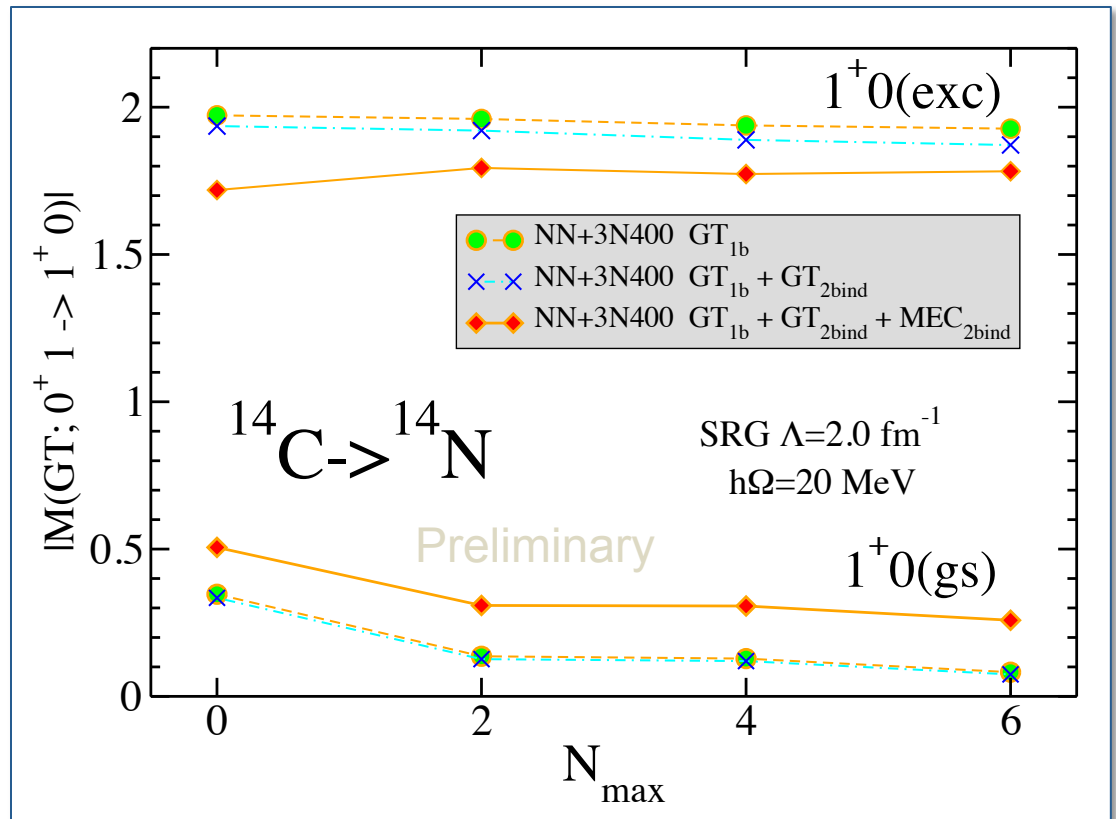 |M(GT; 0⁺ 1 -> 1⁺ 0)|
2
1.5
1
0.5
0
1⁺0(exc)
NN+3N400 GT₁b
NN+3N400 GT₁b + GT₂bind
NN+3N400 GT₁b + GT₂bind + MEC₂bind
¹⁴C->¹⁴N
SRG Λ=2.0 fm⁻¹
hΩ=20 MeV
Preliminary
1⁺0(gs)
0 2 4 6
Nmax